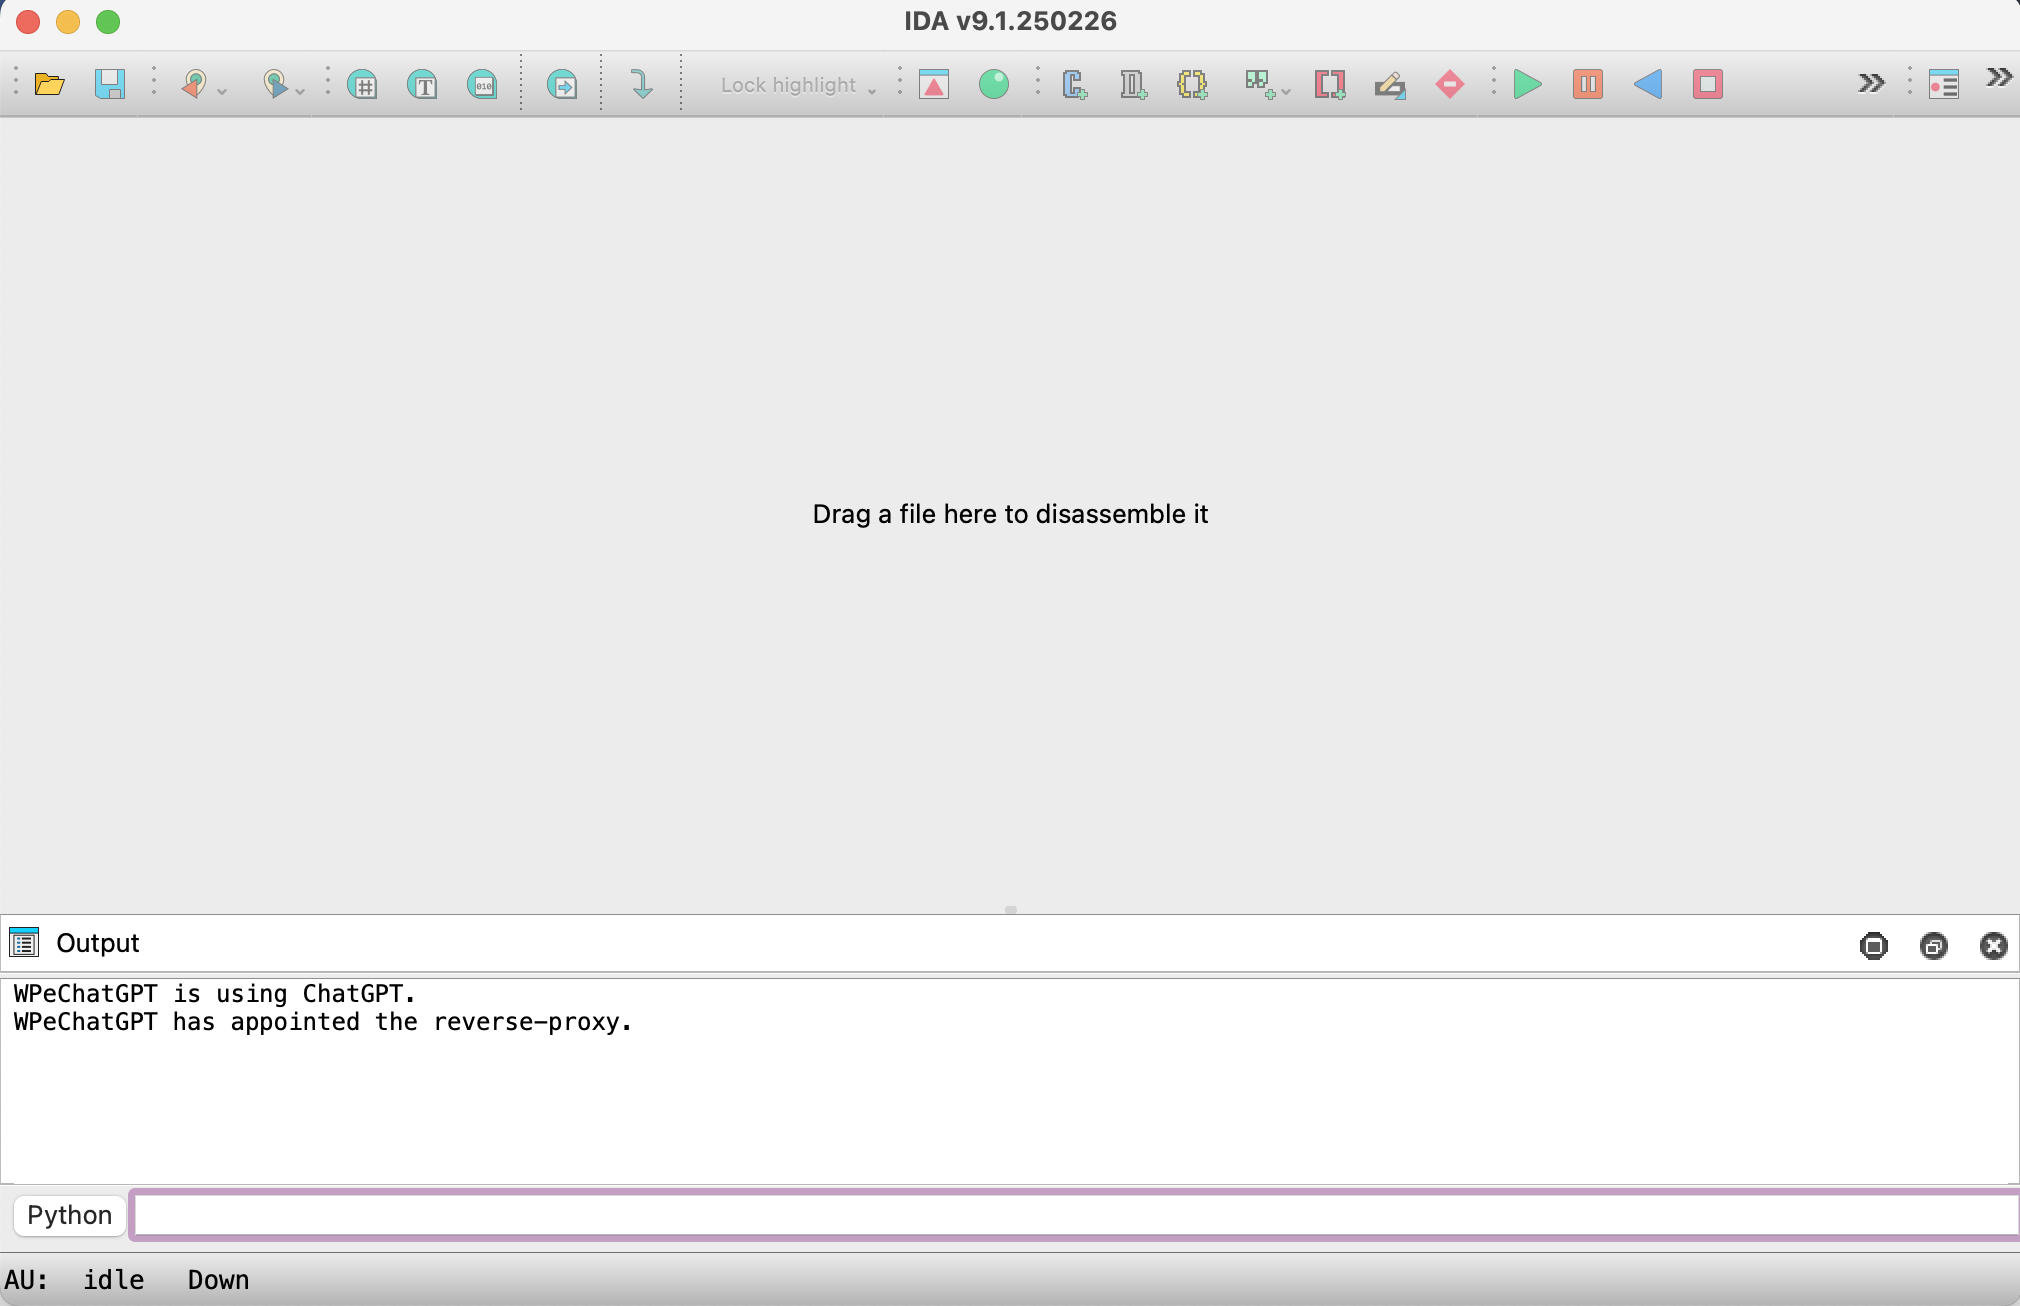 IDA v9.1.250226
Lock highlight
Drag a file here to disassemble it
Output
WPeChatGPT is using ChatGPT.
WPeChatGPT has appointed the reverse-proxy.
Python
AU: idle Down